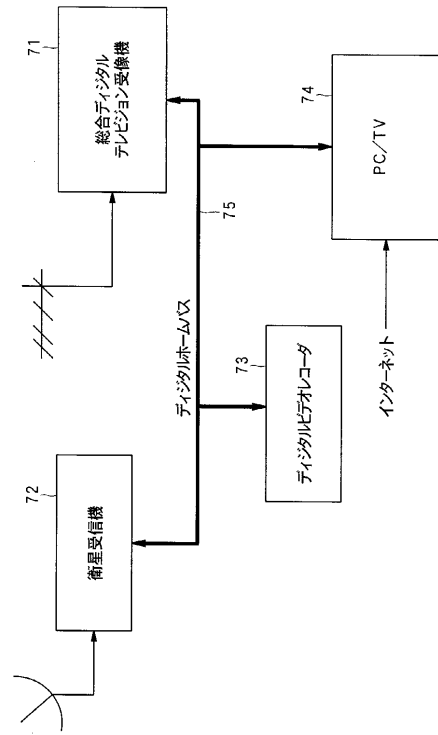 72
衛星受信機
総合ディジタル
テレビジョン受像機
71
ディジタルホームバス
75
73
ディジタルビデオレコーダ
74
PC/TV
インターネット